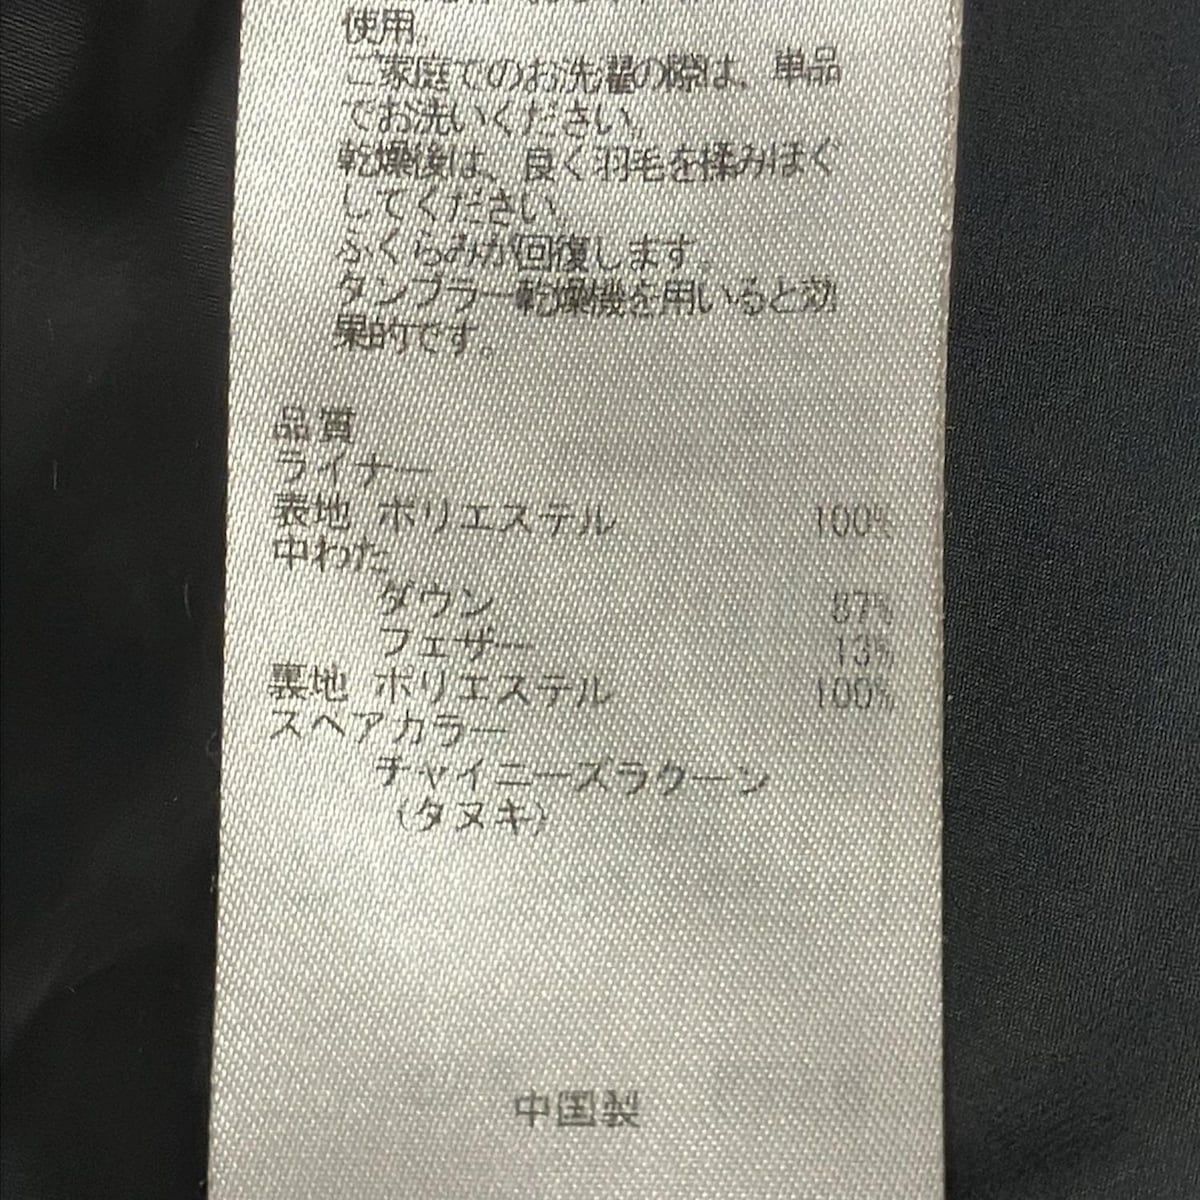 使用
ご家庭でのお洗濯の際は、単品
でお洗いください。
乾燥後は、良く羽毛を揉みほぐ
してください。
ふくらみが回復します。
タンブラー乾燥機を用いると効
果的です。
品質
ライナー
表地 ポリエステル 100%
中わた
ダウン 87%
フェザー 13%
裏地 ポリエステル 100%
スペアカラー
チャイニーズラクーン
(タヌキ)
中国製